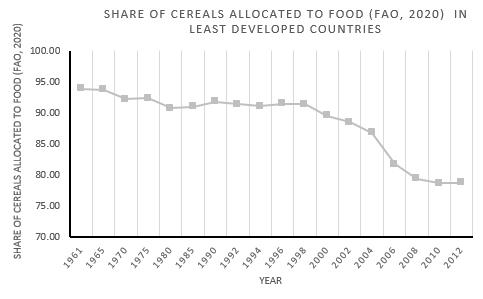 SHARE OF CEREALS ALLOCATED TO FOOD (FAO, 2020) IN
LEAST DEVELOPED COUNTRIES
SHARE OF CEREALS ALLOCATED TO FOOD (FAO, 2020)
100.00
95.00
90.00
85.00
80.00
75.00
70.00
1961 1965 1970 1975 1980 1985 1990 1992 1994 1996 1998 2000 2002 2004 2006 2008 2010 2012
YEAR